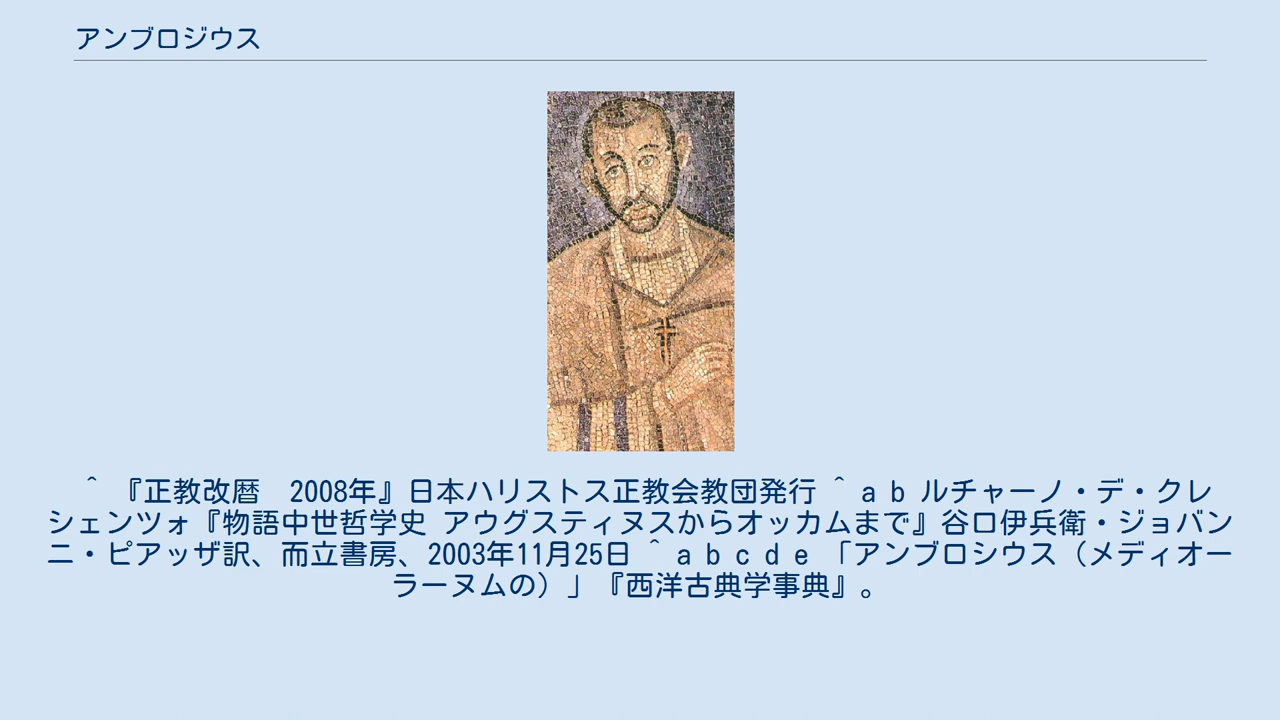 アンブロジウス
^ 『正教改暦　2008年』日本ハリストス正教会教団発行 ^ a b ルチャーノ・デ・クレ
シェンツォ『物語中世哲学史 アウグスティヌスからオッカムまで』谷口伊兵衛・ジョバン
ニ・ピアッザ訳、而立書房、2003年11月25日 ^ a b c d e 「アンブロシウス（メディオー
ラーヌムの）」『西洋古典学事典』。